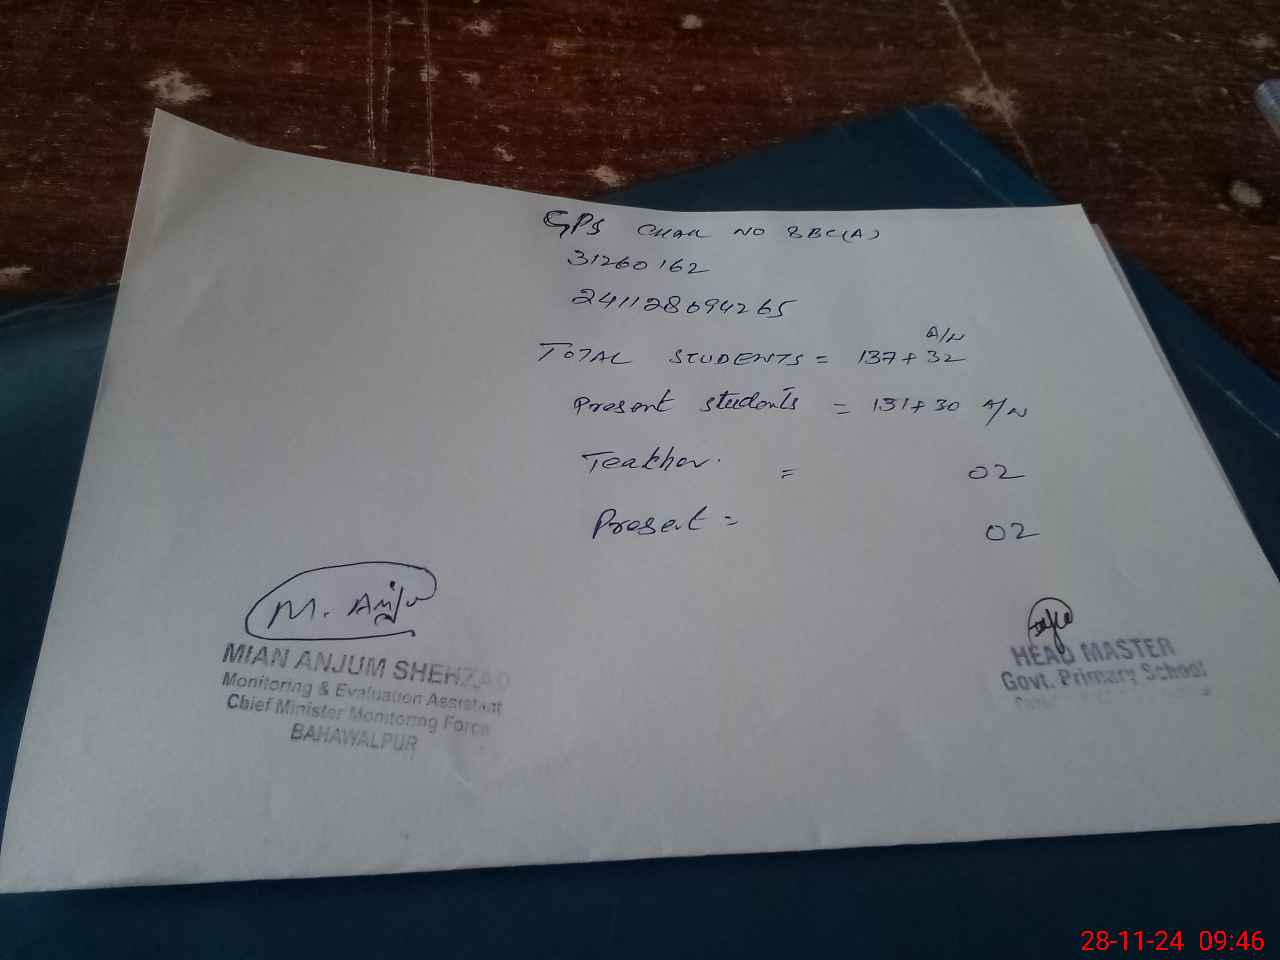 GPS CHAK NO 8BC(A)
31260162
241128094265
A/N
TOTAL STUDENTS = 137+32
Present students = 131+30 A/N
Teakher. = 02
Present = 02
M. Anju
MIAN ANJUM SHEHZAD
Monitoring & Evaluation Assistant
Chief Minister Monitoring Force
BAHAWALPUR
HEAD MASTER
Govt. Primary School
28-11-24 09:46